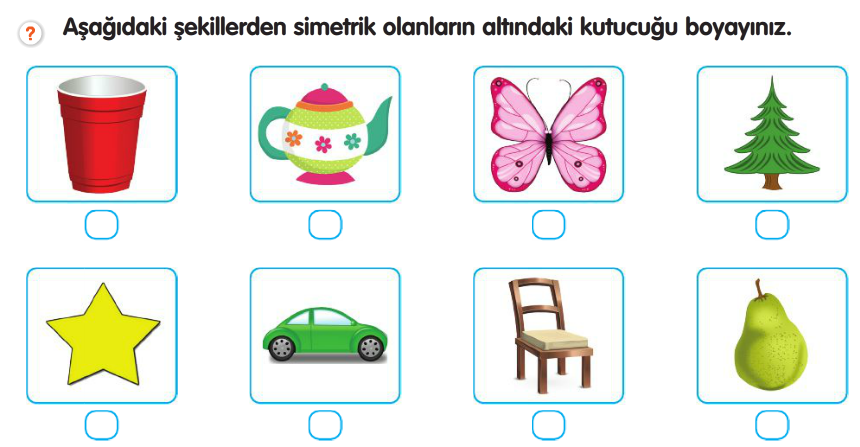 ? Aşağıdaki şekillerden simetrik olanların altındaki kutucuğu boyayınız.